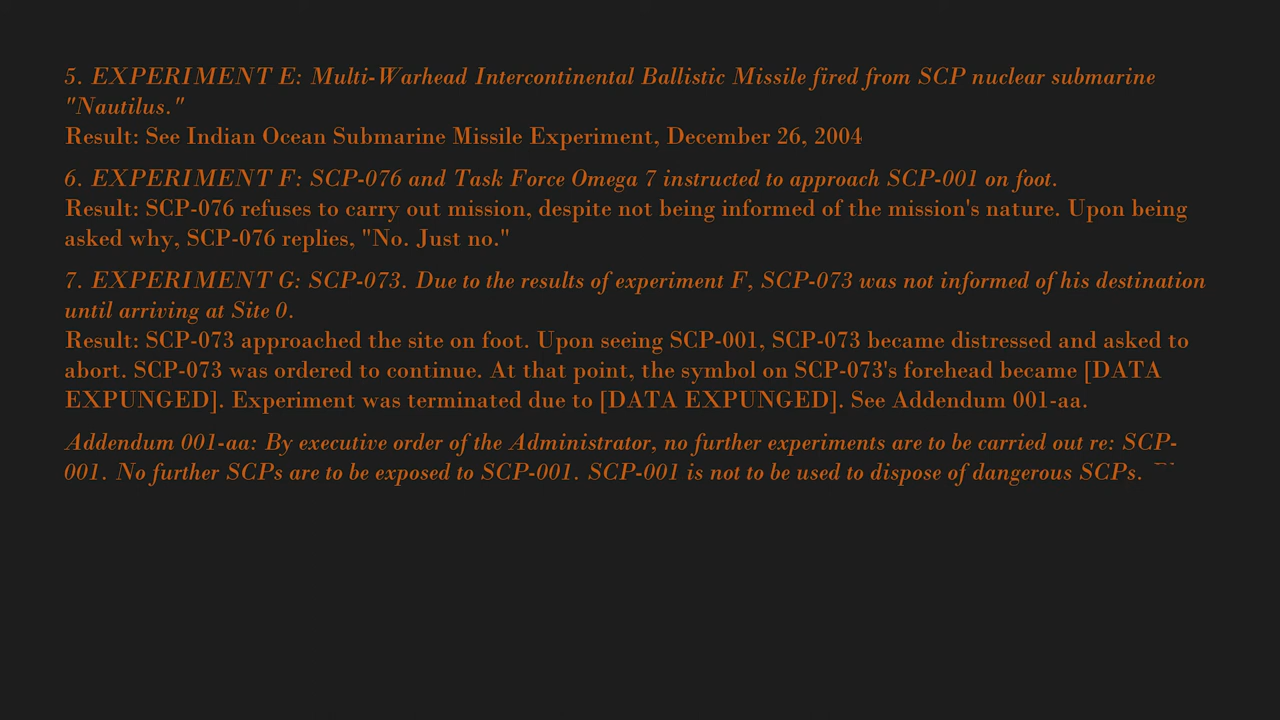 5. EXPERIMENT E: Multi-Warhead Intercontinental Ballistic Missile fired from SCP nuclear submarine
"Nautilus."
Result: See Indian Ocean Submarine Missile Experiment, December 26, 2004
6. EXPERIMENT F: SCP-076 and Task Force Omega 7 instructed to approach SCP-001 on foot.
Result: SCP-076 refuses to carry out mission, despite not being informed of the mission's nature. Upon being
asked why, SCP-076 replies, "No. Just no."
7. EXPERIMENT G: SCP-073. Due to the results of experiment F, SCP-073 was not informed of his destination
until arriving at Site 0.
Result: SCP-073 approached the site on foot. Upon seeing SCP-001, SCP-073 became distressed and asked to
abort. SCP-073 was ordered to continue. At that point, the symbol on SCP-073's forehead became [DATA
EXPUNGED]. Experiment was terminated due to [DATA EXPUNGED]. See Addendum 001-aa.
Addendum 001-aa: By executive order of the Administrator, no further experiments are to be carried out re: SCP-
001. No further SCPs are to be exposed to SCP-001. SCP-001 is not to be used to dispose of dangerous SCPs.